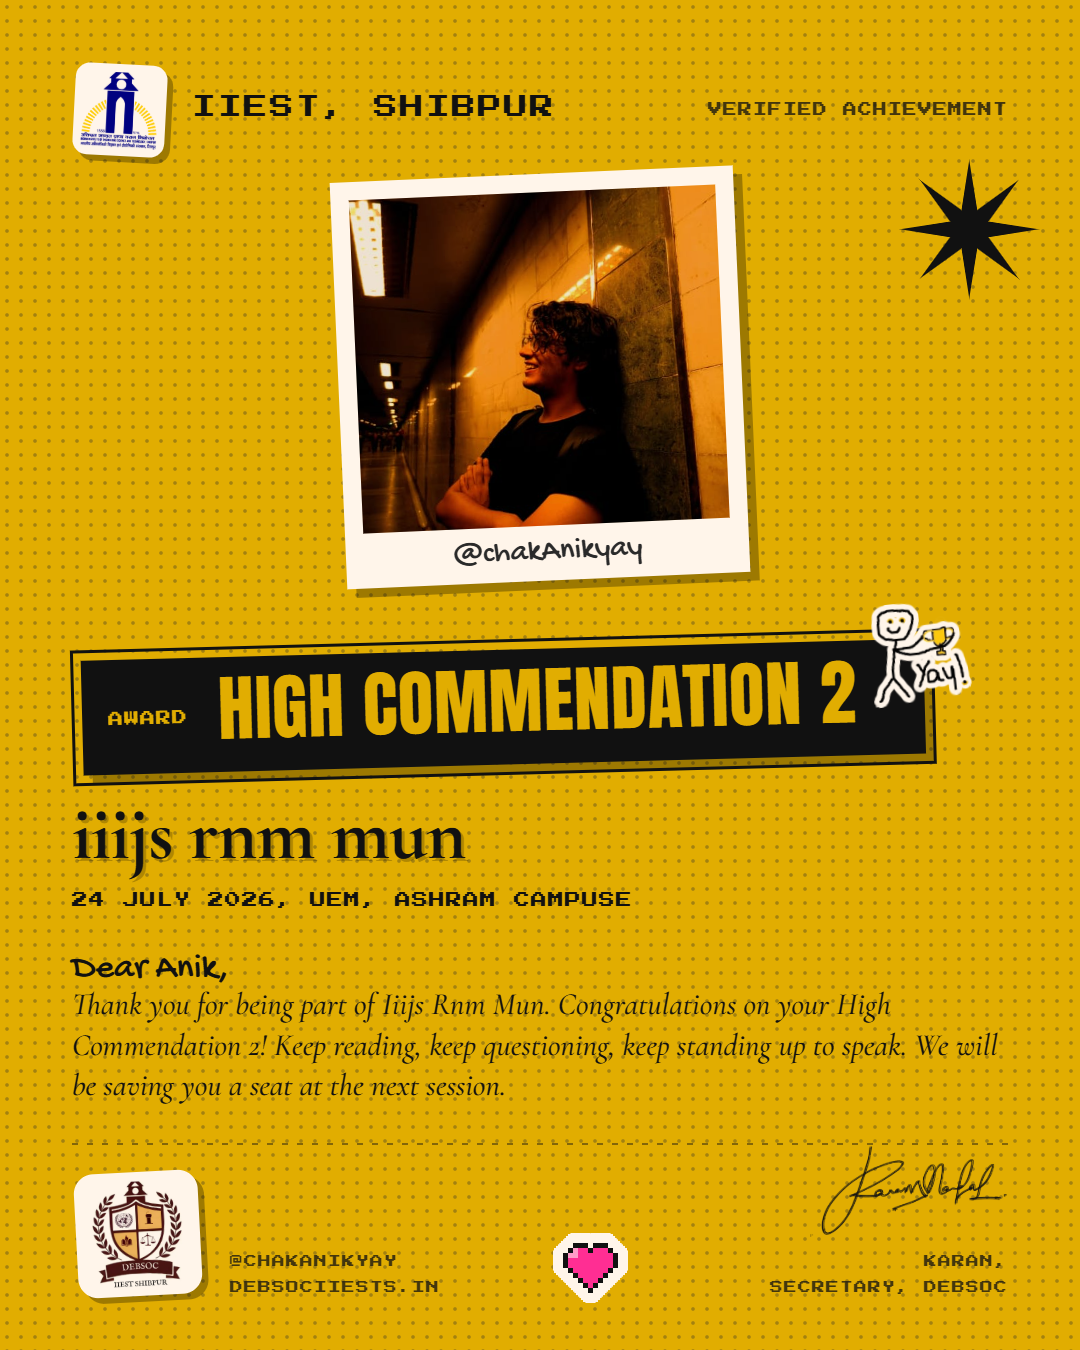 IIEST, SHIBPUR
VERIFIED ACHIEVEMENT
@chakAnikyay
Yay!
AWARD
HIGH COMMENDATION 2
iiijs rnm mun
24 JULY 2026, UEM, ASHRAM CAMPUSE
Dear Anik,
Thank you for being part of Iiijs Rnm Mun. Congratulations on your High
Commendation 2! Keep reading, keep questioning, keep standing up to speak. We will
be saving you a seat at the next session.
DEBSOC
IIEST SHIBPUR
@CHAKANIKYAY
DEBSOCIIESTS.IN
KARAN,
SECRETARY, DEBSOC